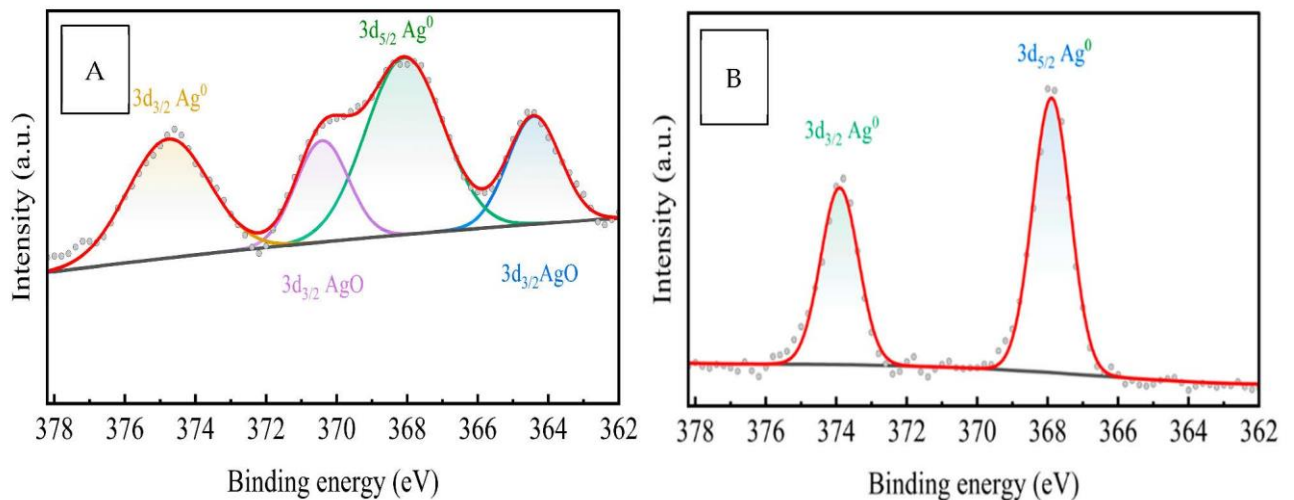 A
3d5/2 Ag0
3d3/2 Ag0
3d3/2 AgO
3d3/2AgO
Intensity (a.u.)
378 376 374 372 370 368 366 364 362
Binding energy (eV)
B
3d5/2 Ag0
3d3/2 Ag0
Intensity (a.u.)
378 376 374 372 370 368 366 364 362
Binding energy (eV)